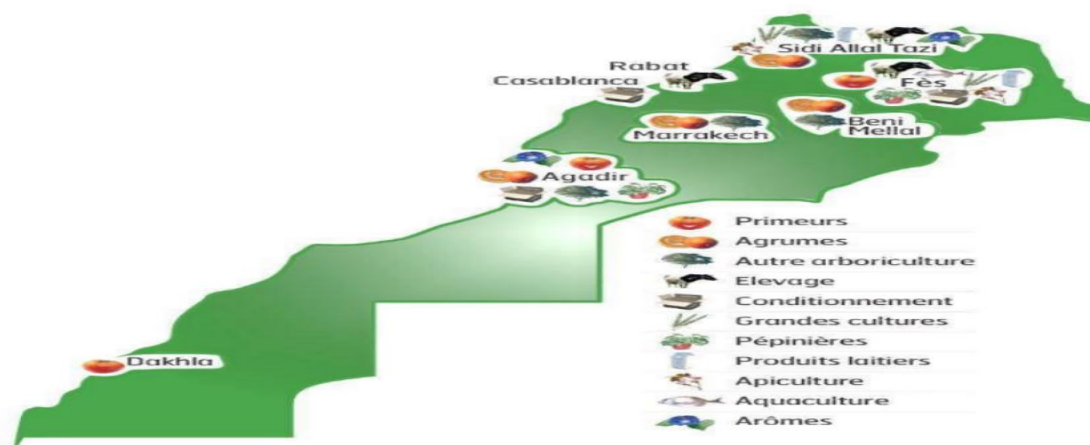 Sidi Allal Tazi
Rabat
Casablanca
Fès
Beni
Mellal
Marrakech
Agadir
Dakhla
Primeurs
Agrumes
Autre arboriculture
Elevage
Conditionnement
Grandes cultures
Pépinières
Produits laitiers
Apiculture
Aquaculture
Arômes